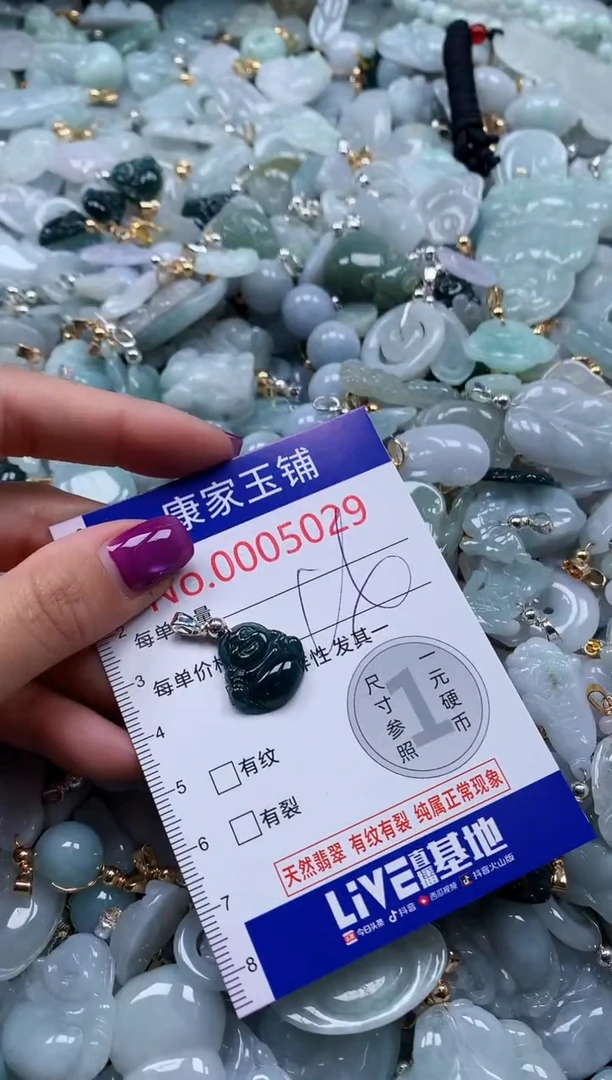 康家玉铺
No.0005029
2
每单
量
3
每单价
性发其一
4
尺寸参照
1
一元硬币
5
有纹
6
有裂
天然翡翠 有纹有裂 纯属正常现象
7
LIVE直播基地
今日头条 抖音 西瓜视频 抖音火山版
8